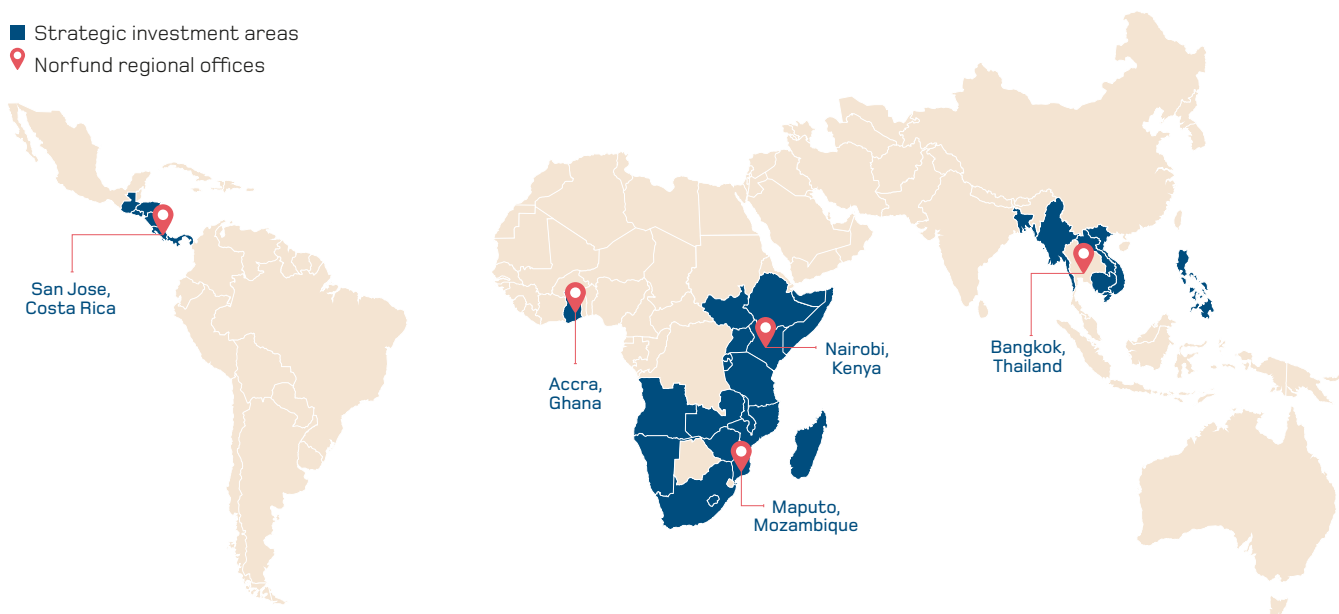 Strategic investment areas
Norfund regional offices
San Jose,
Costa Rica
Accra,
Ghana
Nairobi,
Kenya
Maputo,
Mozambique
Bangkok,
Thailand